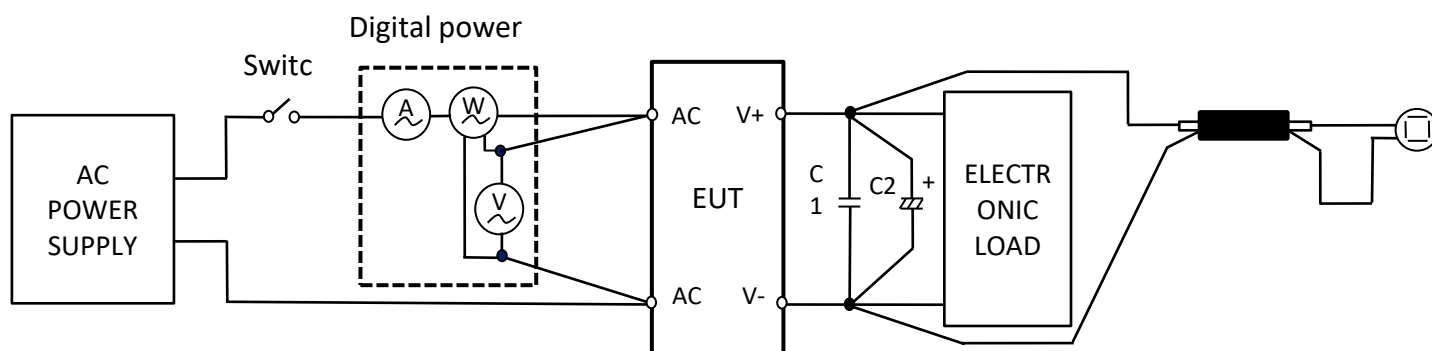 Digital power
Switc
A
W
V
AC
POWER
SUPPLY
AC
AC
EUT
V+
V-
C
1
C2
+
ELECTR
ONIC
LOAD